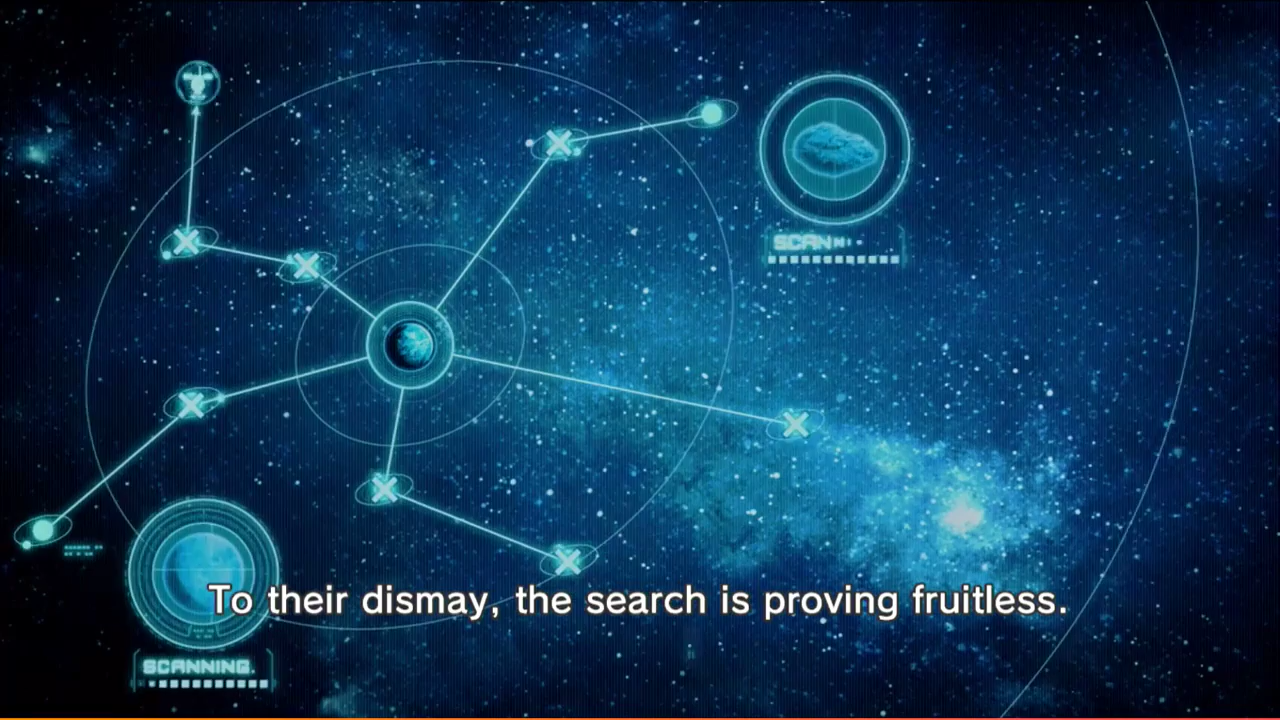 SCAN
To their dismay, the search is proving fruitless.
SCANNING.